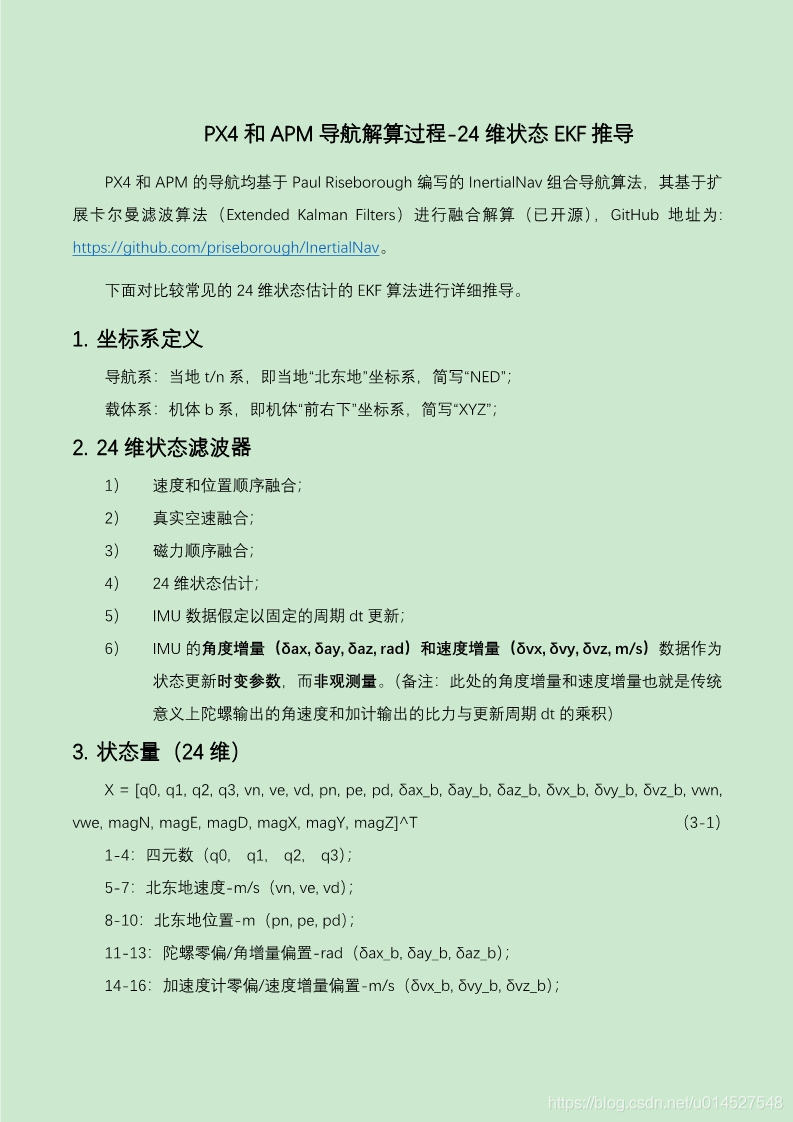 PX4 和 APM 导航解算过程-24 维状态 EKF 推导
PX4 和 APM 的导航均基于 Paul Riseborough 编写的 InertialNav 组合导航算法，其基于扩
展卡尔曼滤波算法（Extended Kalman Filters）进行融合解算（已开源），GitHub 地址为:
https://github.com/priseborough/InertialNav。
下面对比较常见的 24 维状态估计的 EKF 算法进行详细推导。
1. 坐标系定义
导航系：当地 t/n 系，即当地“北东地”坐标系，简写“NED”；
载体系：机体 b 系，即机体“前右下”坐标系，简写“XYZ”；
2. 24 维状态滤波器
1） 速度和位置顺序融合；
2） 真实空速融合；
3） 磁力顺序融合；
4） 24 维状态估计；
5） IMU 数据假定以固定的周期 dt 更新；
6） IMU 的角度增量（δax, δay, δaz, rad）和速度增量（δvx, δvy, δvz, m/s）数据作为
状态更新时变参数，而非观测量。（备注：此处的角度增量和速度增量也就是传统
意义上陀螺输出的角速度和加计输出的比力与更新周期 dt 的乘积）
3. 状态量（24 维）
X = [q0, q1, q2, q3, vn, ve, vd, pn, pe, pd, δax_b, δay_b, δaz_b, δvx_b, δvy_b, δvz_b, vwn,
vwe, magN, magE, magD, magX, magY, magZ]^T （3-1）
1-4：四元数（q0, q1, q2, q3）；
5-7：北东地速度-m/s（vn, ve, vd）；
8-10：北东地位置-m（pn, pe, pd）；
11-13：陀螺零偏/角增量偏置-rad（δax_b, δay_b, δaz_b）；
14-16：加速度计零偏/速度增量偏置-m/s（δvx_b, δvy_b, δvz_b）；
https://blog.csdn.net/u014527548